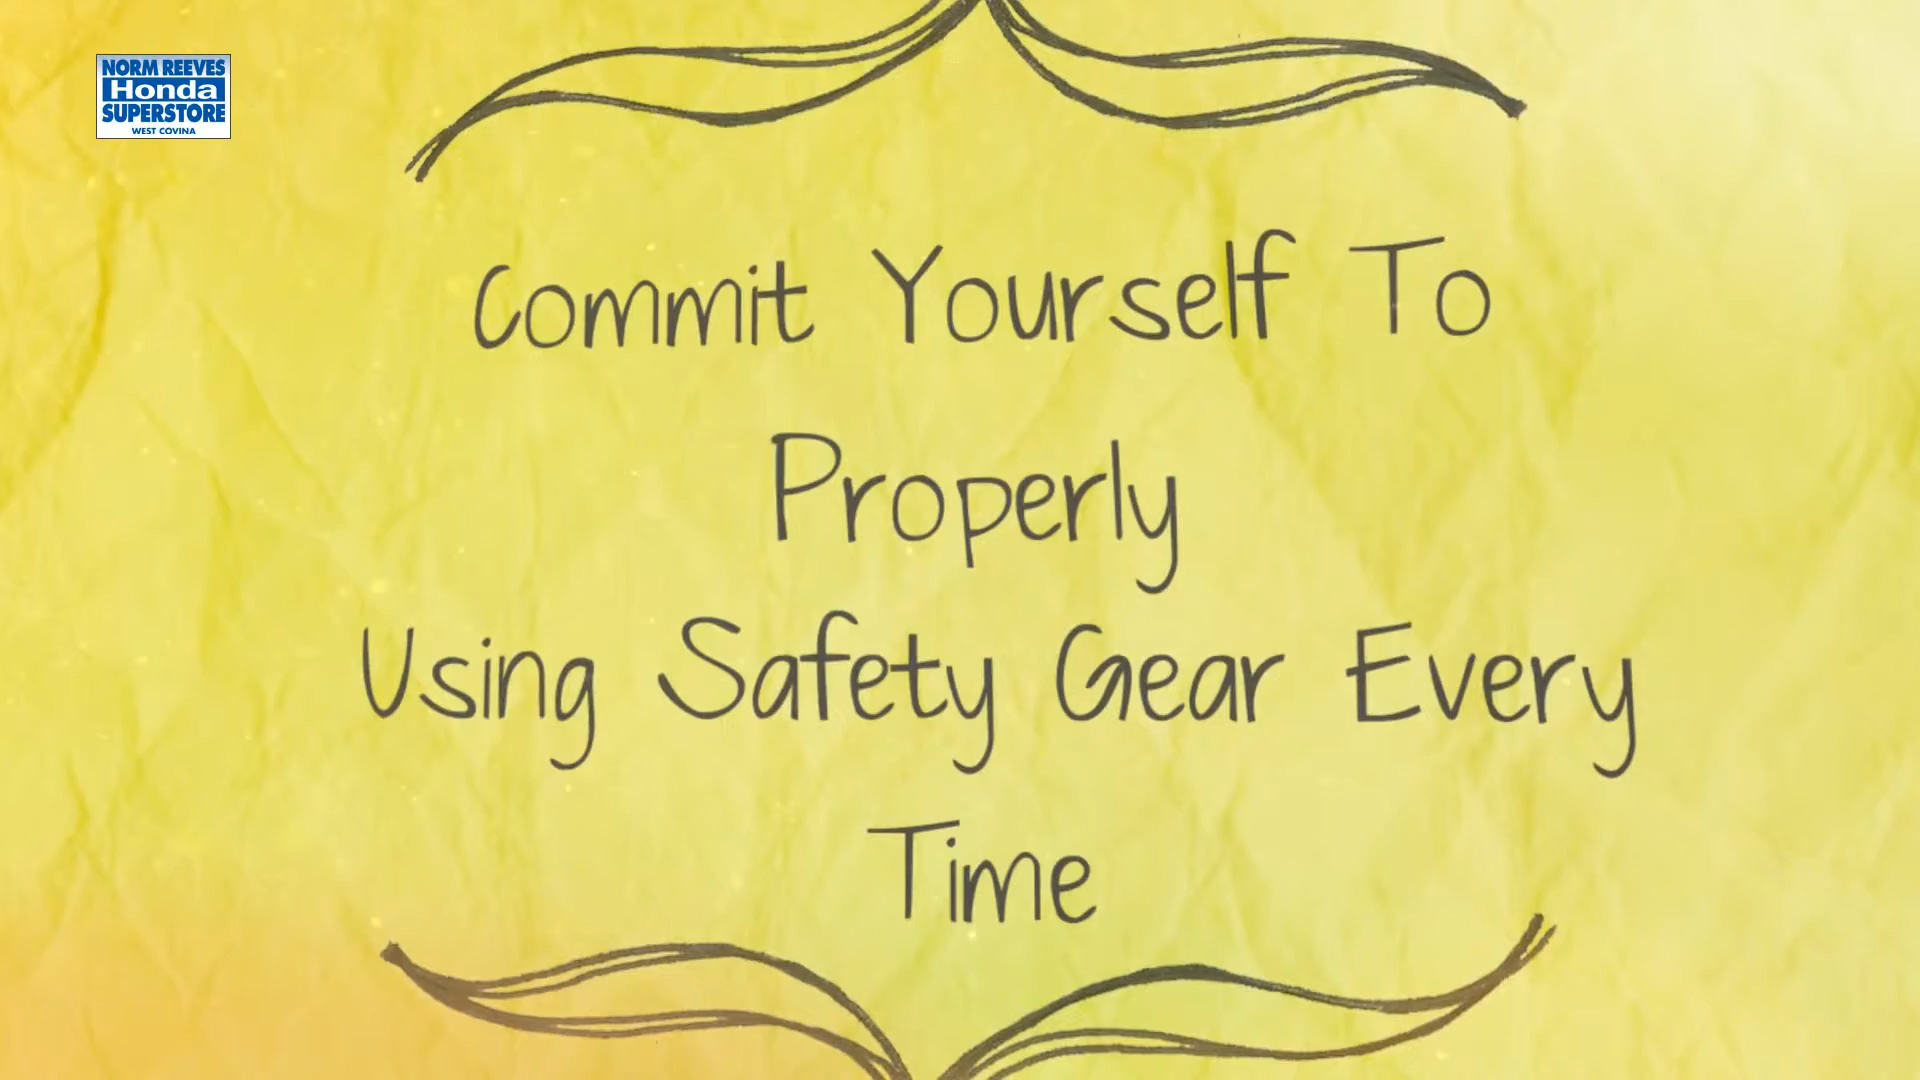 NORM REEVES
Honda
SUPERSTORE
WEST COVINA
Commit Yourself To
Properly
Using Safety Gear Every
Time